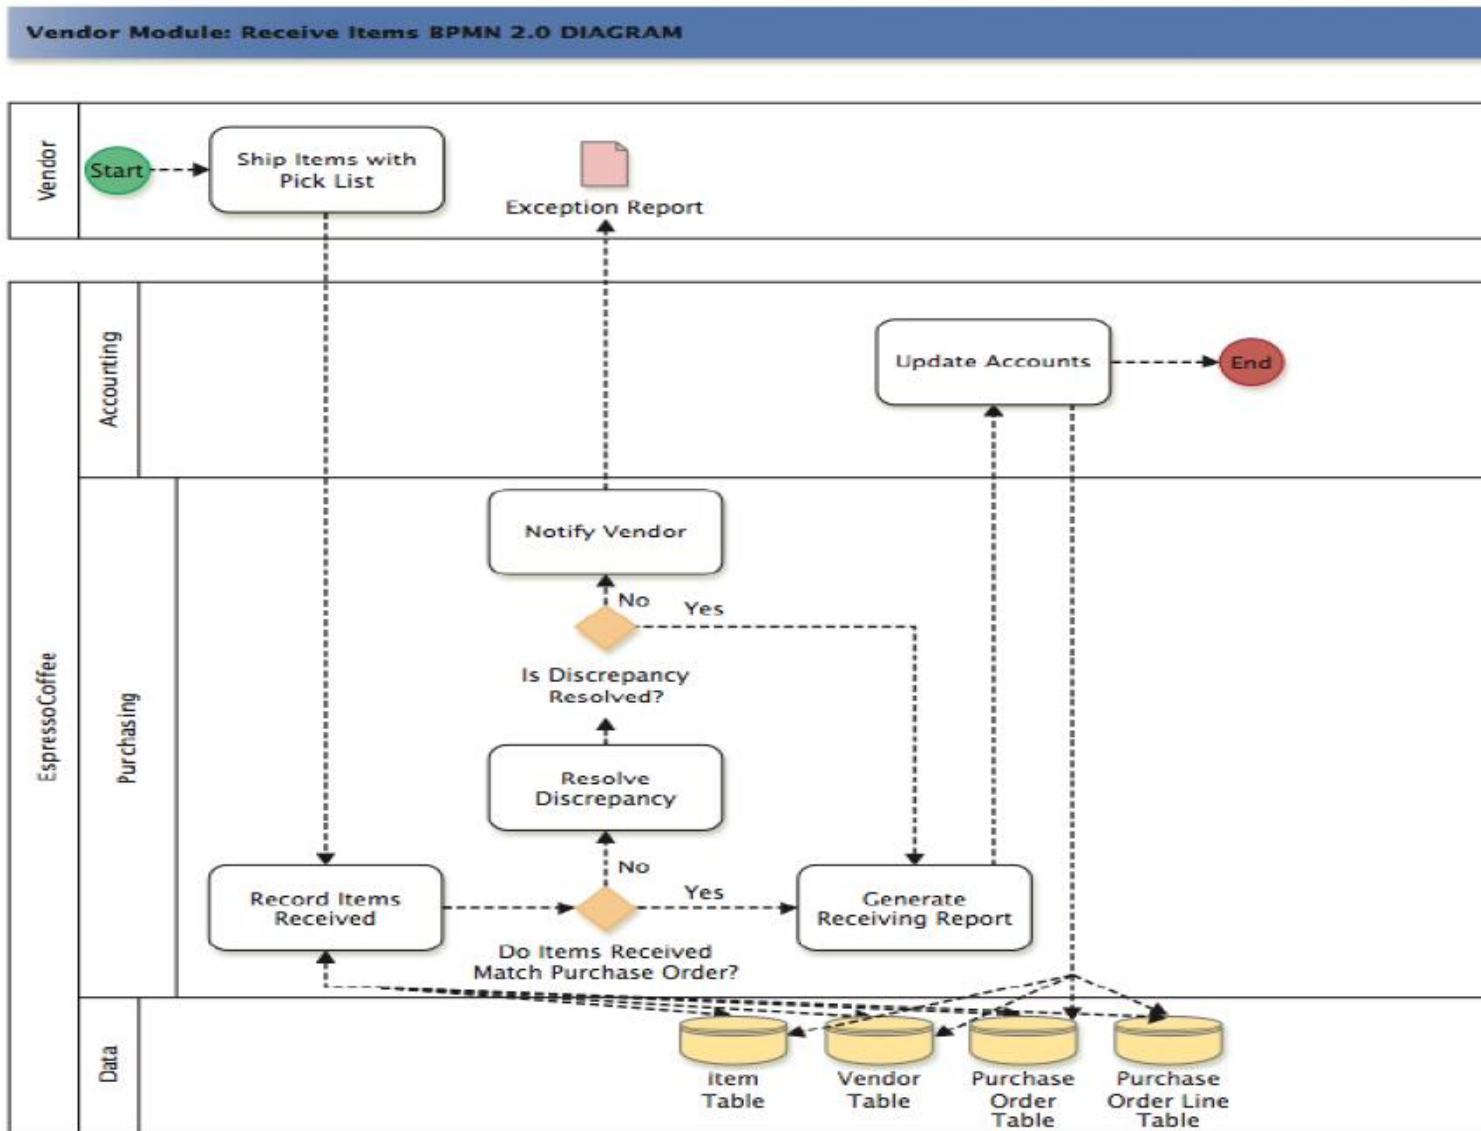 Vendor Module: Receive Items BPMN 2.0 DIAGRAM
Vendor
Start
Ship Items with
Pick List
Exception Report
EspressoCoffee
Accounting
Update Accounts
End
Purchasing
Notify Vendor
No
Yes
Is Discrepancy
Resolved?
Resolve
Discrepancy
No
Yes
Record Items
Received
Generate
Receiving Report
Do Items Received
Match Purchase Order?
Data
Item
Table
Vendor
Table
Purchase
Order
Table
Purchase
Order Line
Table